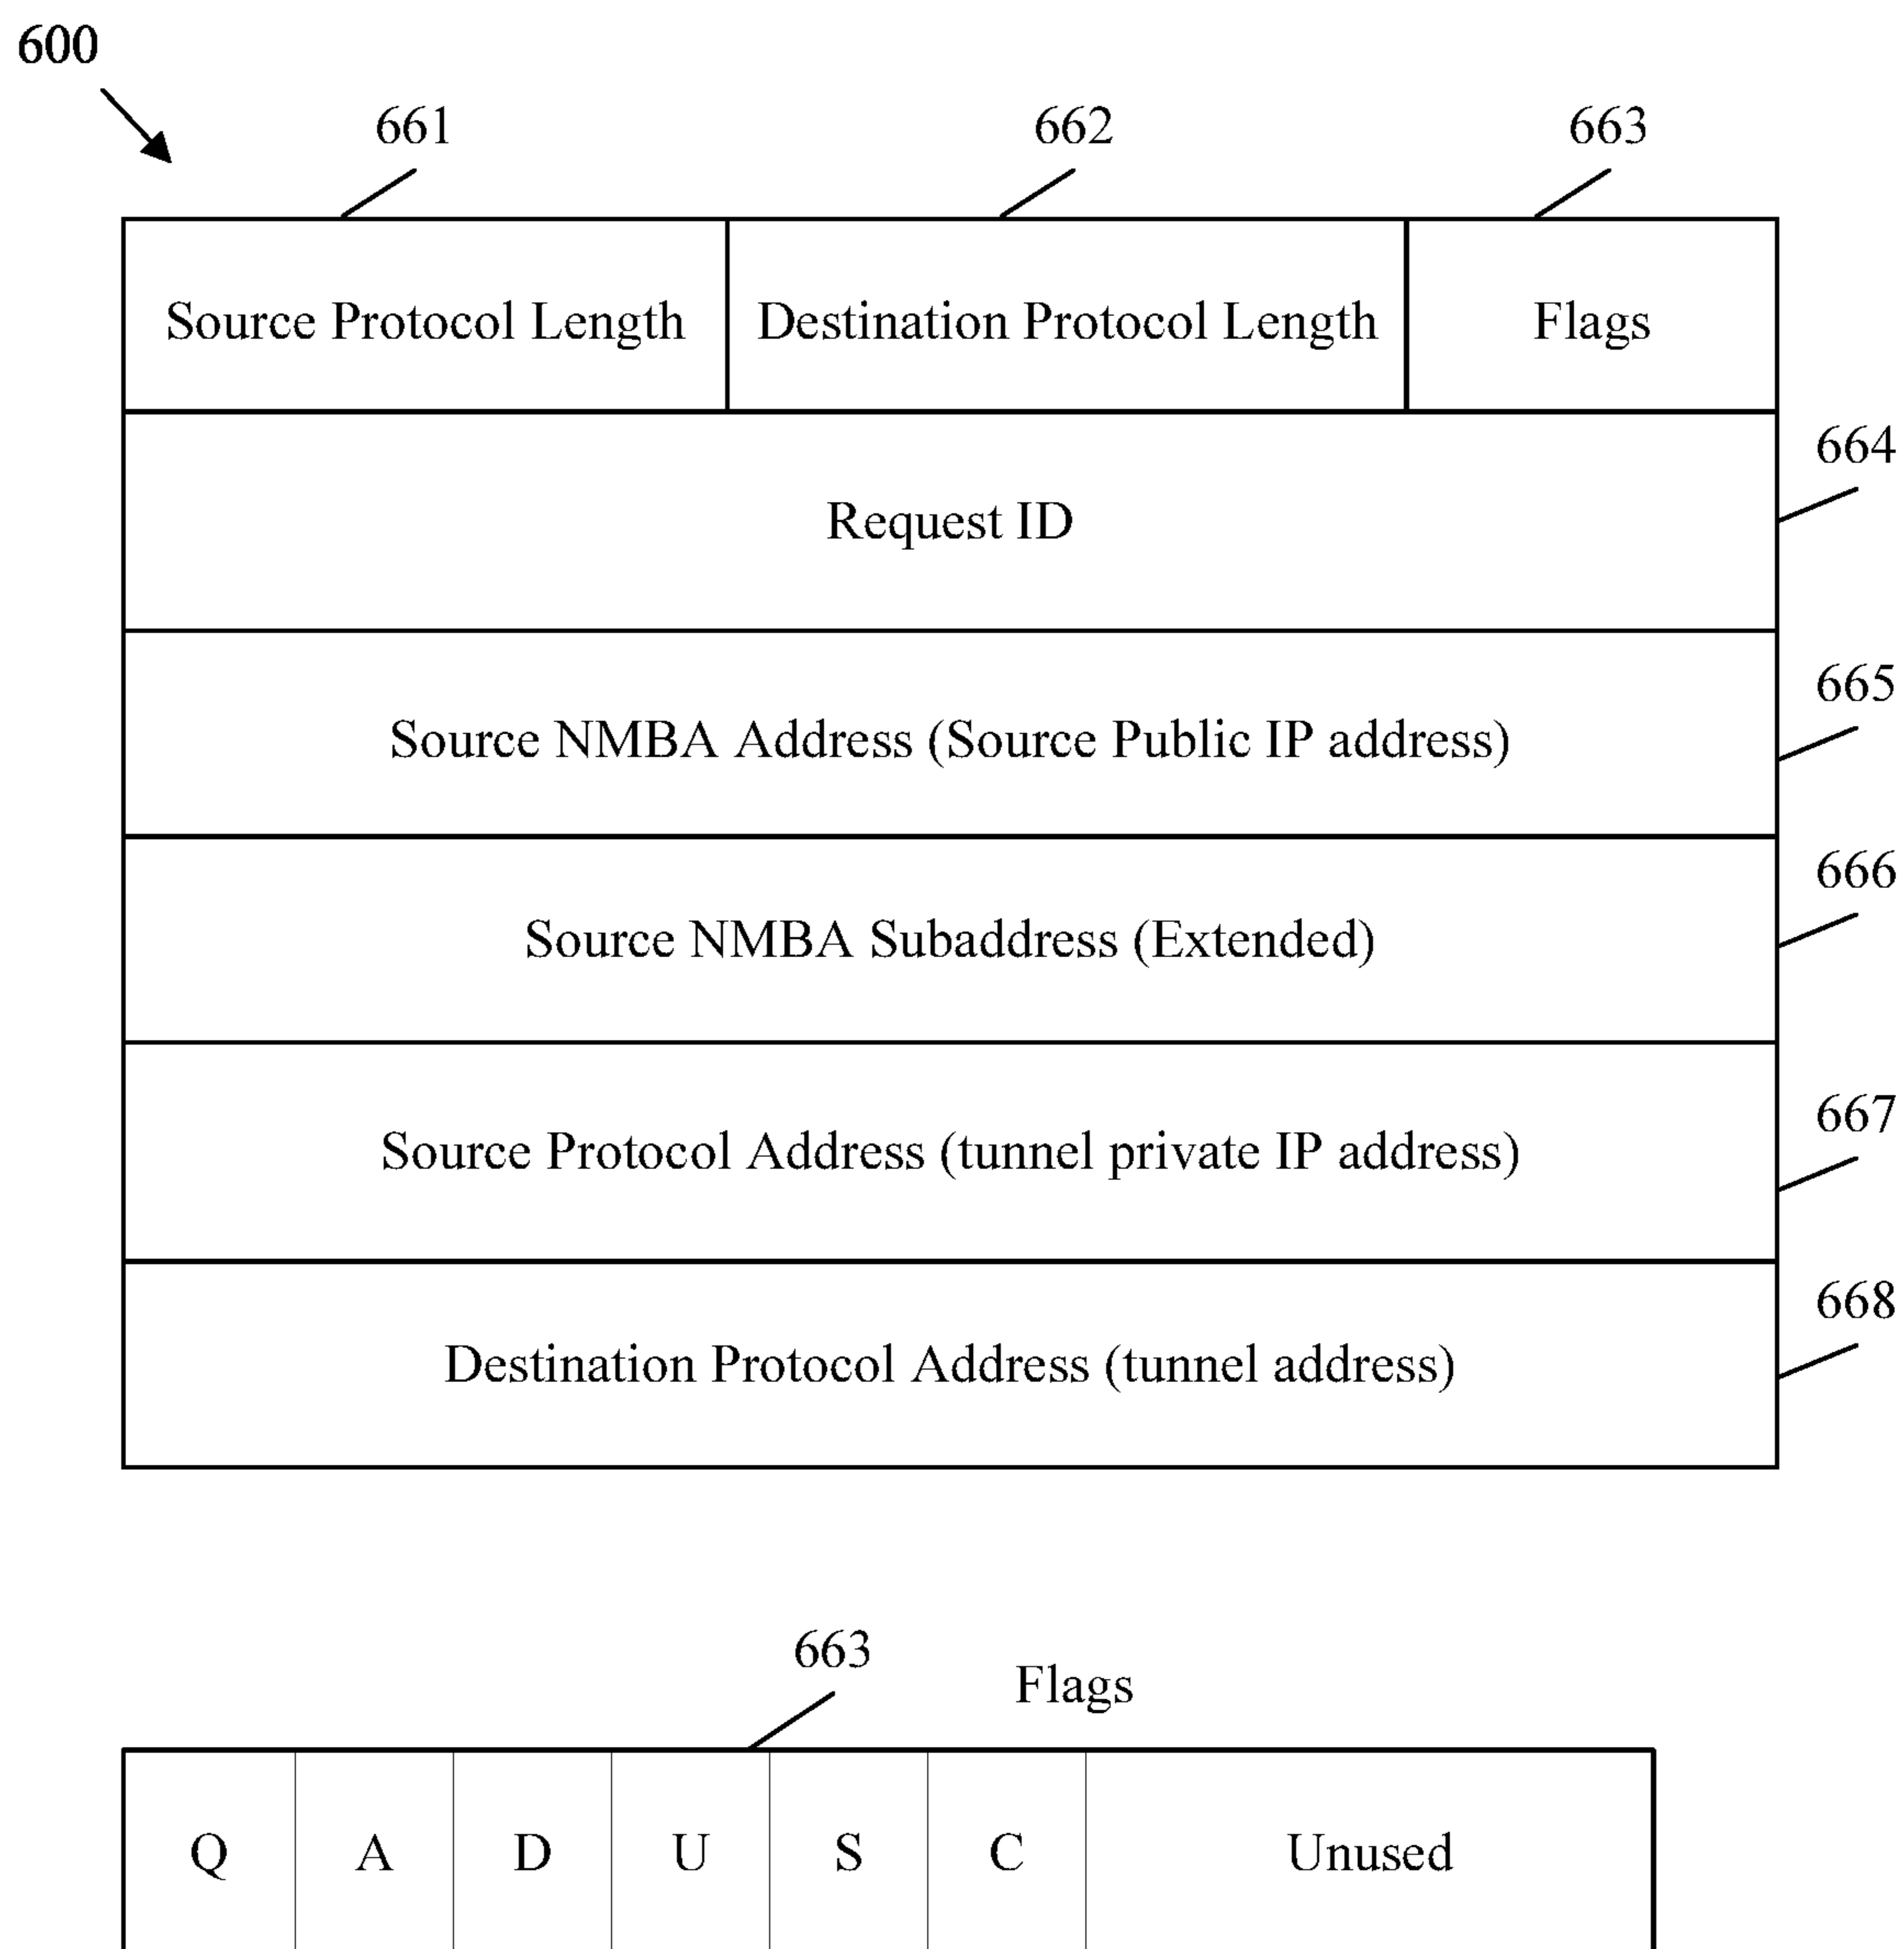 600
661 662 663
Source Protocol Length Destination Protocol Length Flags
664
Request ID
665
Source NMBA Address (Source Public IP address)
666
Source NMBA Subaddress (Extended)
667
Source Protocol Address (tunnel private IP address)
668
Destination Protocol Address (tunnel address)
663 Flags
Q A D U S C Unused